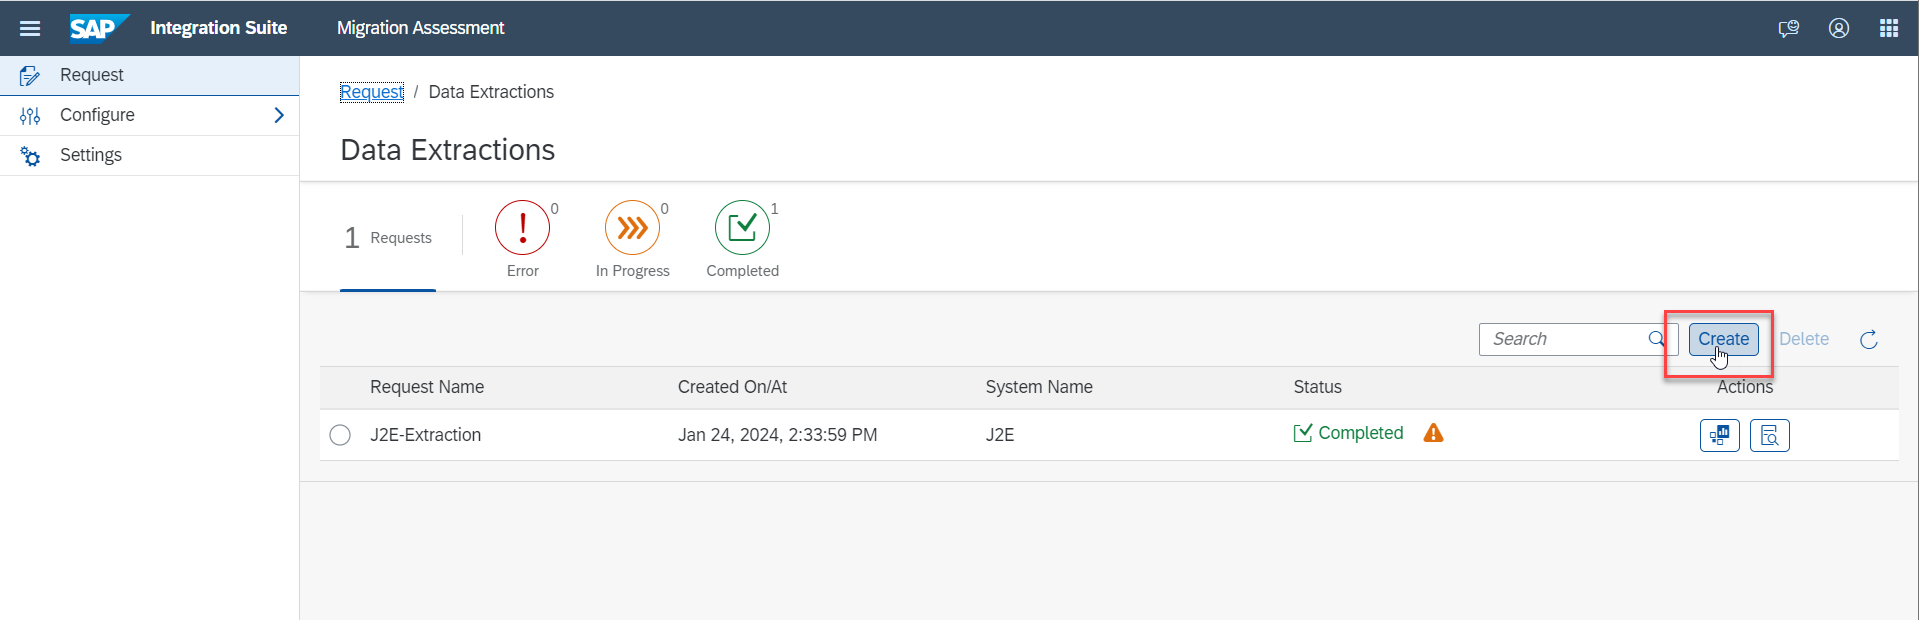 SAP Integration Suite Migration Assessment
Request
Configure
Settings
Request / Data Extractions
Data Extractions
1 Requests
0
Error
0
In Progress
1
Completed
Search Create Delete
Request Name Created On/At System Name Status Actions
J2E-Extraction Jan 24, 2024, 2:33:59 PM J2E Completed